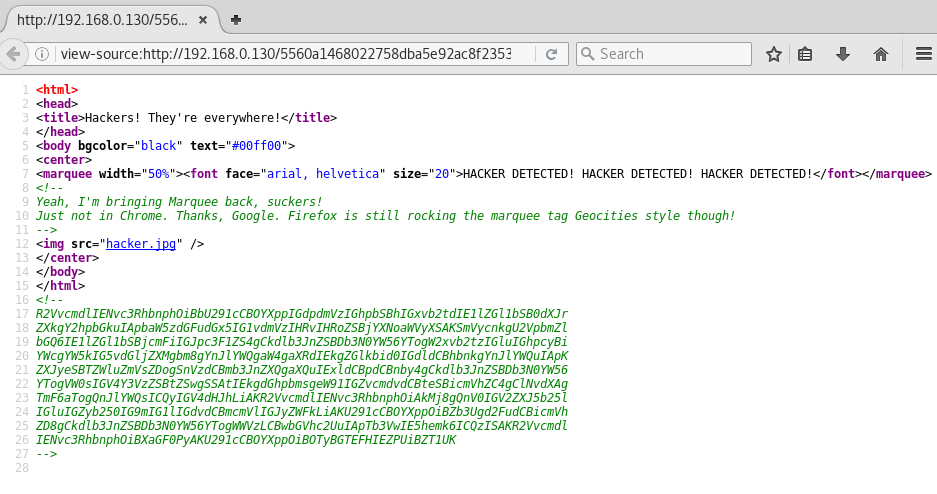 http://192.168.0.130/556...
view-source:http://192.168.0.130/5560a1468022758dba5e92ac8f2353
Search
1 <html>
2 <head>
3 <title>Hackers! They're everywhere!</title>
4 </head>
5 <body bgcolor="black" text="#00ff00">
6 <center>
7 <marquee width="50%"><font face="arial, helvetica" size="20">HACKER DETECTED! HACKER DETECTED! HACKER DETECTED!</font></marquee>
8 <!--
9 Yeah, I'm bringing Marquee back, suckers!
10 Just not in Chrome. Thanks, Google. Firefox is still rocking the marquee tag Geocities style though!
11 -->
12 <img src="hacker.jpg" />
13 </center>
14 </body>
15 </html>
16 <!--
17 R2VvcmdlIENvc3RhbnphOiBbU291cCBOYXppIGdpdmVzIGhpbSBhIGxvb2tdIE1lZGl1bSB0dXJr
18 ZXkgY2hpbGkuIApbaW5zdGFudGx5IG1vdmVzIHRvIHRoZSBjYXNoaWVyXSAKSmVycnkgU2VpbmZl
19 bGQ6IE1lZGl1bSBjcmFiIGJpc3F1ZS4gCkdlb3JnZSBDb3N0YW56YTogW2xvb2tzIGluIGhpcyBi
20 YWcgYW5kIG5vdGljZXMgbm8gYnJlYWQgaW4gaXRdIEkgZGlkbid0IGdldCBhbnkgYnJlYWQuIApK
21 ZXJyeSBTZWluZmVsZDogSnVzdCBmb3JnZXQgaXQuIExldCBpdCBnby4gCkdlb3JnZSBDb3N0YW56
22 YTogVW0sIGV4Y3VzZSBtZSwgSSAtIEkgdGhpbmsgeW91IGZvcmdvdCBteSBicmVhZC4gClNvdXAg
23 TmF6aTogQnJlYWQsICQyIGV4dHJhLiAKR2VvcmdlIENvc3RhbnphOiAkMj8gQnV0IGV2ZXJ5b25l
24 IGluIGZyb250IG9mIG1lIGdvdCBmcmVlIGJyZWFkLiAKU291cCBOYXppOiBZb3Ugd2FudCBicmVh
25 ZD8gCkdlb3JnZSBDb3N0YW56YTogWWVzLCBwbGVhc2UuIApTb3VwIE5hemk6ICQzISAKR2Vvcmdl
26 IENvc3RhbnphOiBXaGF0PyAKU291cCBOYXppOiBOTyBGTEFHIEZPUiBZT1UK
27 -->
28